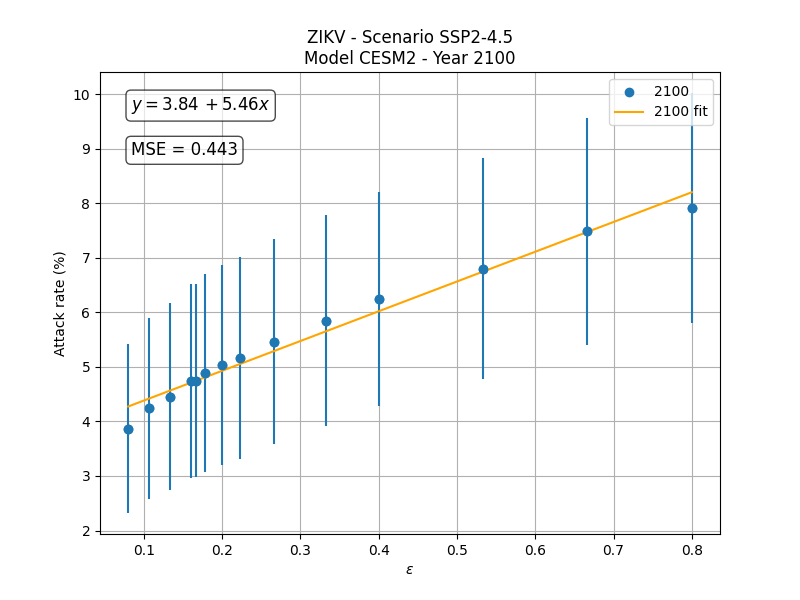 ZIKV - Scenario SSP2-4.5
Model CESM2 - Year 2100
y = 3.84 + 5.46x
MSE = 0.443
2100
2100 fit
Attack rate (%)
10
9
8
7
6
5
4
3
2
0.1 0.2 0.3 0.4 0.5 0.6 0.7 0.8
ε